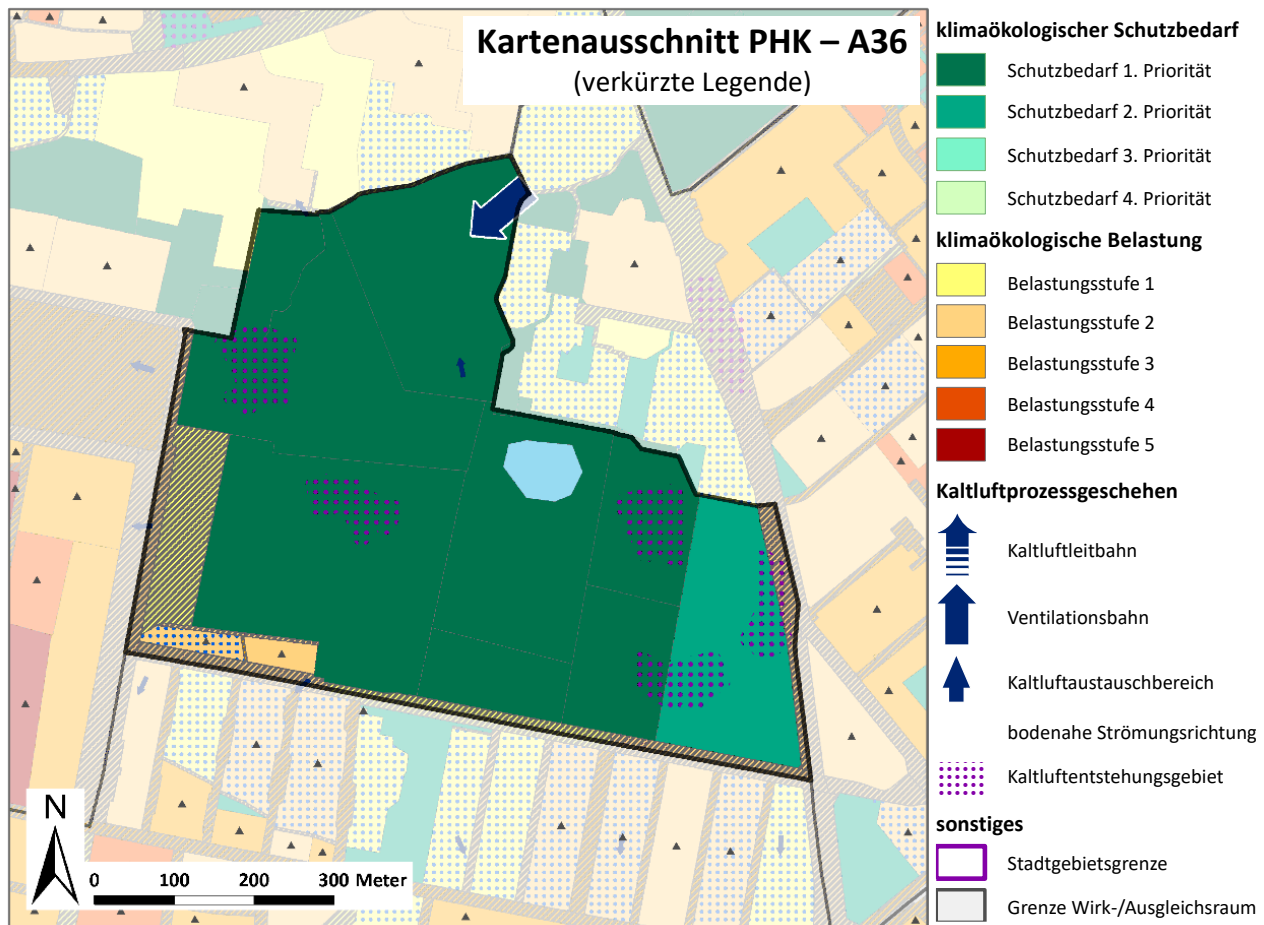 Kartenausschnitt PHK – A36
(verkürzte Legende)
klimaökologischer Schutzbedarf
Schutzbedarf 1. Priorität
Schutzbedarf 2. Priorität
Schutzbedarf 3. Priorität
Schutzbedarf 4. Priorität
klimaökologische Belastung
Belastungsstufe 1
Belastungsstufe 2
Belastungsstufe 3
Belastungsstufe 4
Belastungsstufe 5
Kaltluftprozessgeschehen
Kaltluftleitbahn
Ventilationsbahn
Kaltluftaustauschbereich
bodenahe Strömungsrichtung
Kaltluftentstehungsgebiet
sonstiges
Stadtgebietsgrenze
Grenze Wirk-/Ausgleichsraum
N
0 100 200 300 Meter